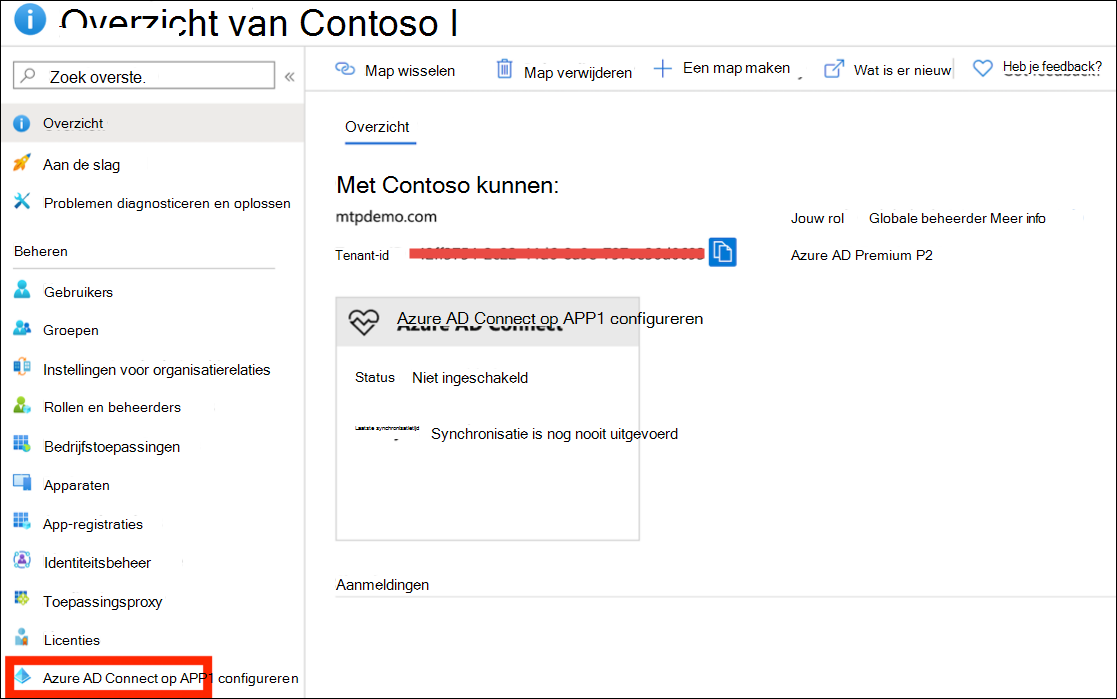 Overzicht van Contoso I
Zoek overste.
«
Map wisselen
Map verwijderen
Een map maken
Wat is er nieuw
Heb je feedback?
Overzicht
Aan de slag
Problemen diagnosticeren en oplossen
Beheren
Gebruikers
Groepen
Instellingen voor organisatierelaties
Rollen en beheerders
Bedrijfstoepassingen
Apparaten
App-registraties
Identiteitsbeheer
Toepassingsproxy
Licenties
Azure AD Connect op APP1 configureren
Overzicht
Met Contoso kunnen:
mtpdemo.com
Jouw rol Globale beheerder Meer info
Tenant-id
Azure AD Premium P2
Azure AD Connect op APP1 configureren
Status Niet ingeschakeld
Laatste synchronisatietijd Synchronisatie is nog nooit uitgevoerd
Aanmeldingen